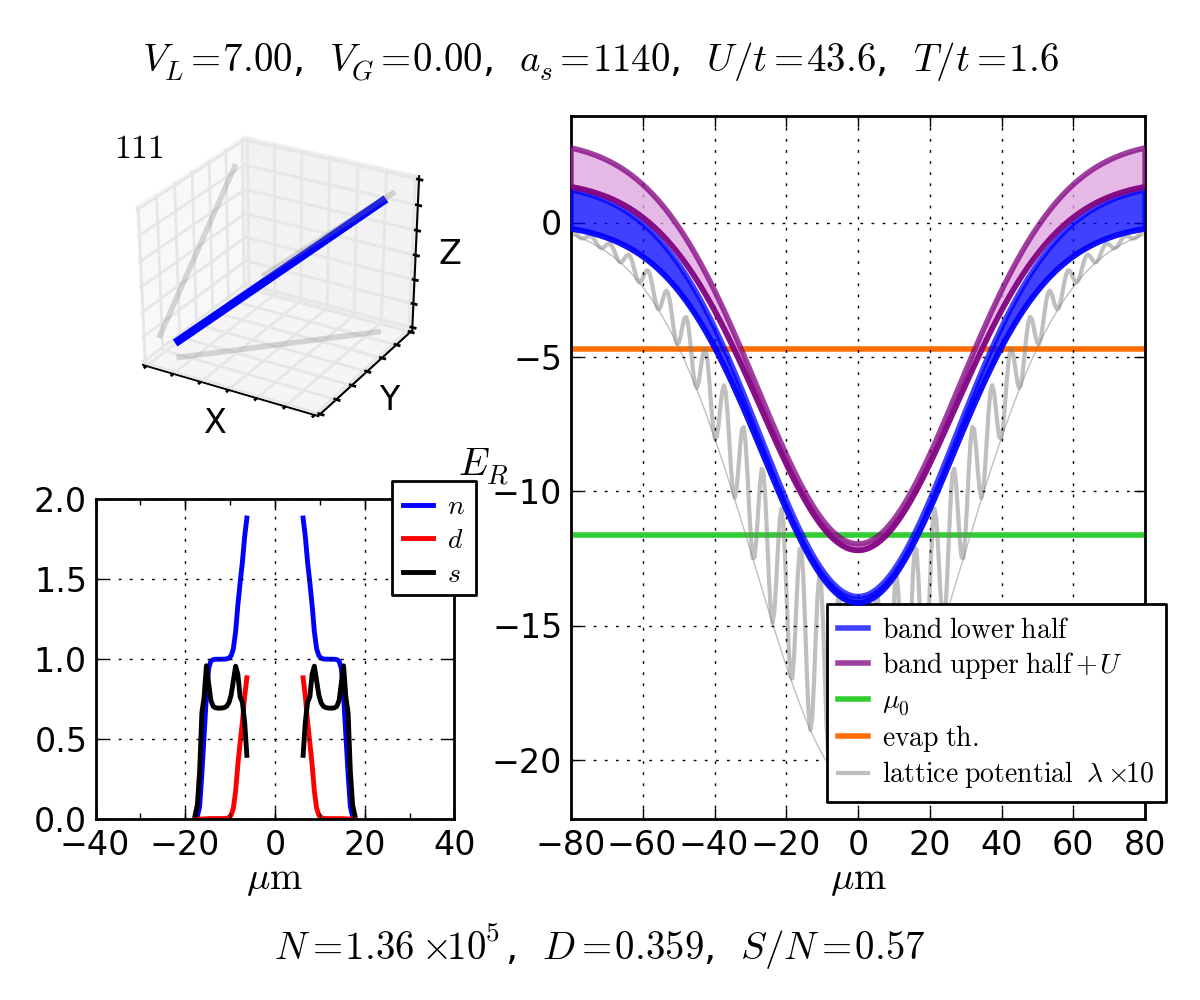 V_L=7.00, V_G=0.00, a_s=1140, U/t=43.6, T/t=1.6
111
Z
Y
X
E_R
2.0
1.5
1.0
0.5
0.0
n
d
s
−40 −20 0 20 40
μm
0
−5
−10
−15
−20
band lower half
band upper half+U
μ_0
evap th.
lattice potential λ×10
−80 −60 −40 −20 0 20 40 60 80
μm
N=1.36×10^5, D=0.359, S/N=0.57